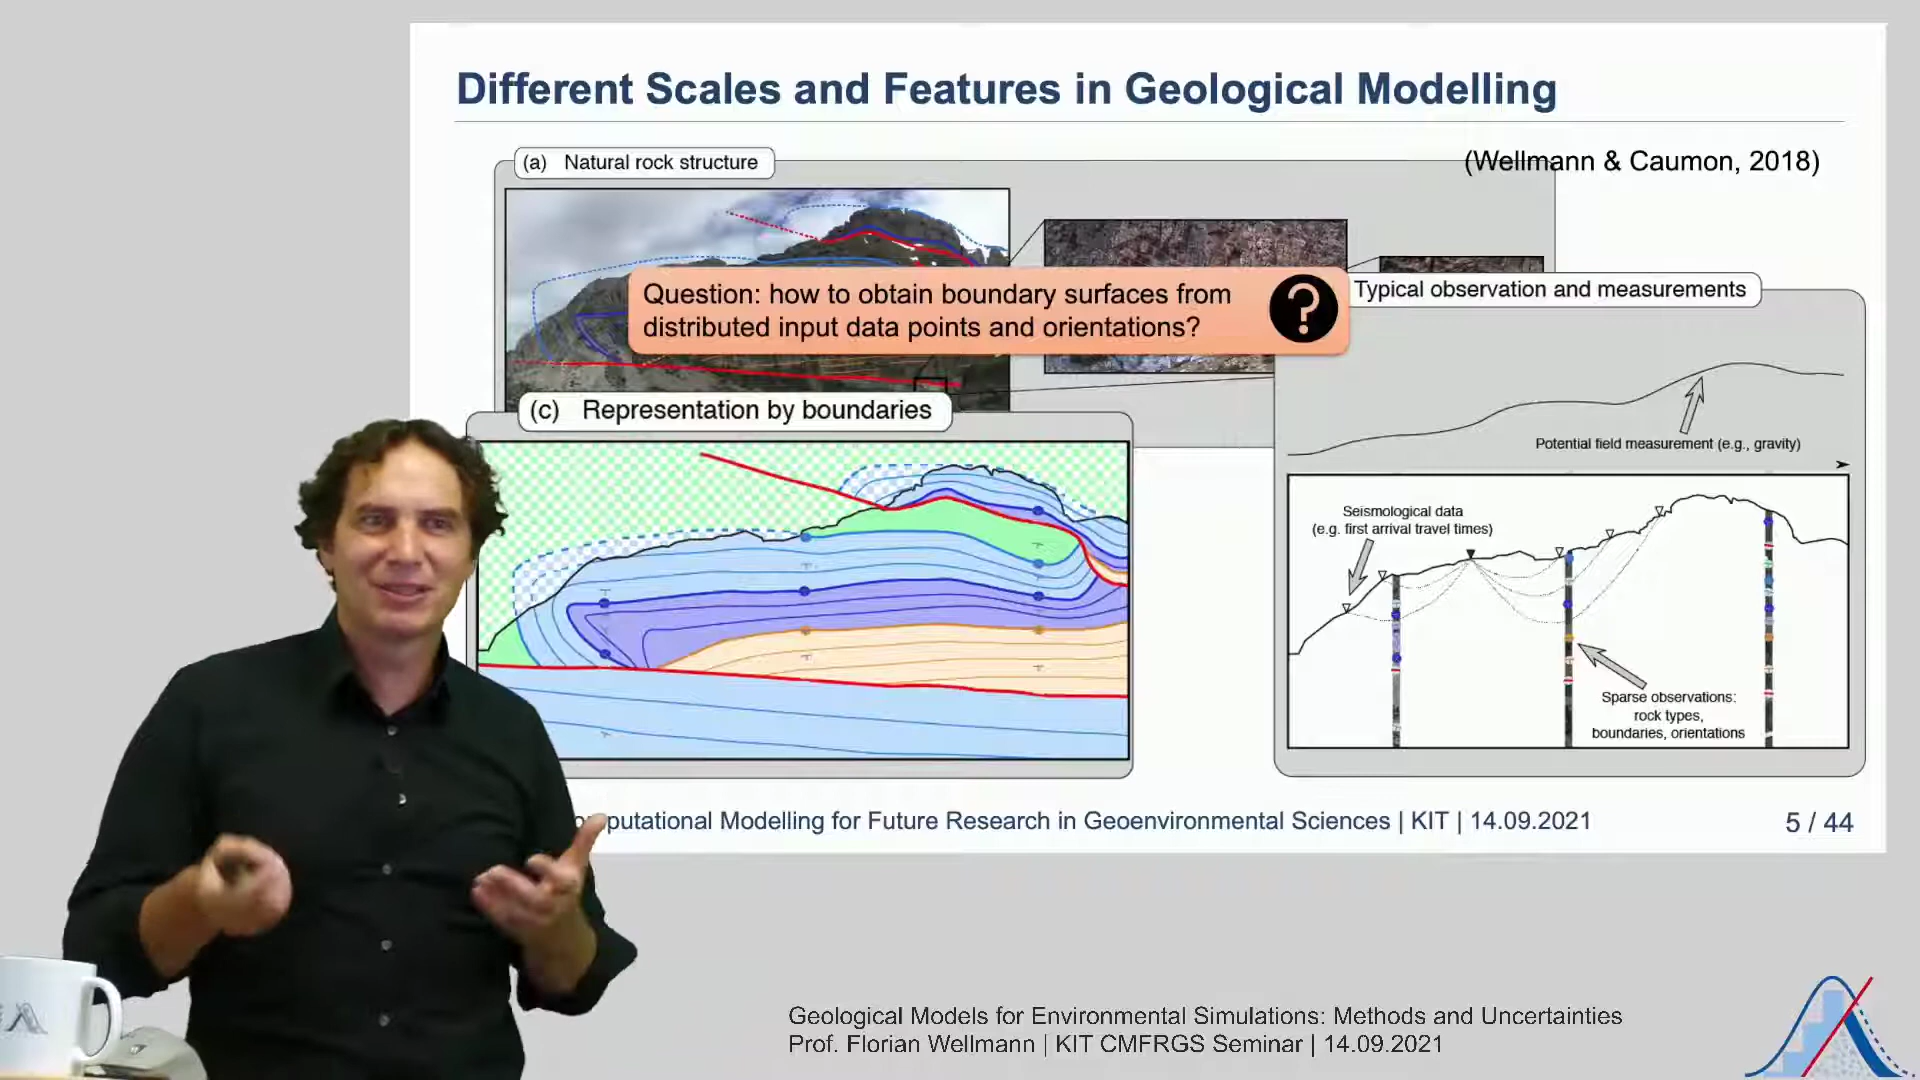 Different Scales and Features in Geological Modelling
(Wellmann & Caumon, 2018)
(a) Natural rock structure
Question: how to obtain boundary surfaces from
distributed input data points and orientations?
?
Typical observation and measurements
(c) Representation by boundaries
Potential field measurement (e.g., gravity)
Seismological data
(e.g. first arrival travel times)
Sparse observations:
rock types,
boundaries, orientations
putational Modelling for Future Research in Geoenvironmental Sciences | KIT | 14.09.2021
5 / 44
Geological Models for Environmental Simulations: Methods and Uncertainties
Prof. Florian Wellmann | KIT CMFRGS Seminar | 14.09.2021